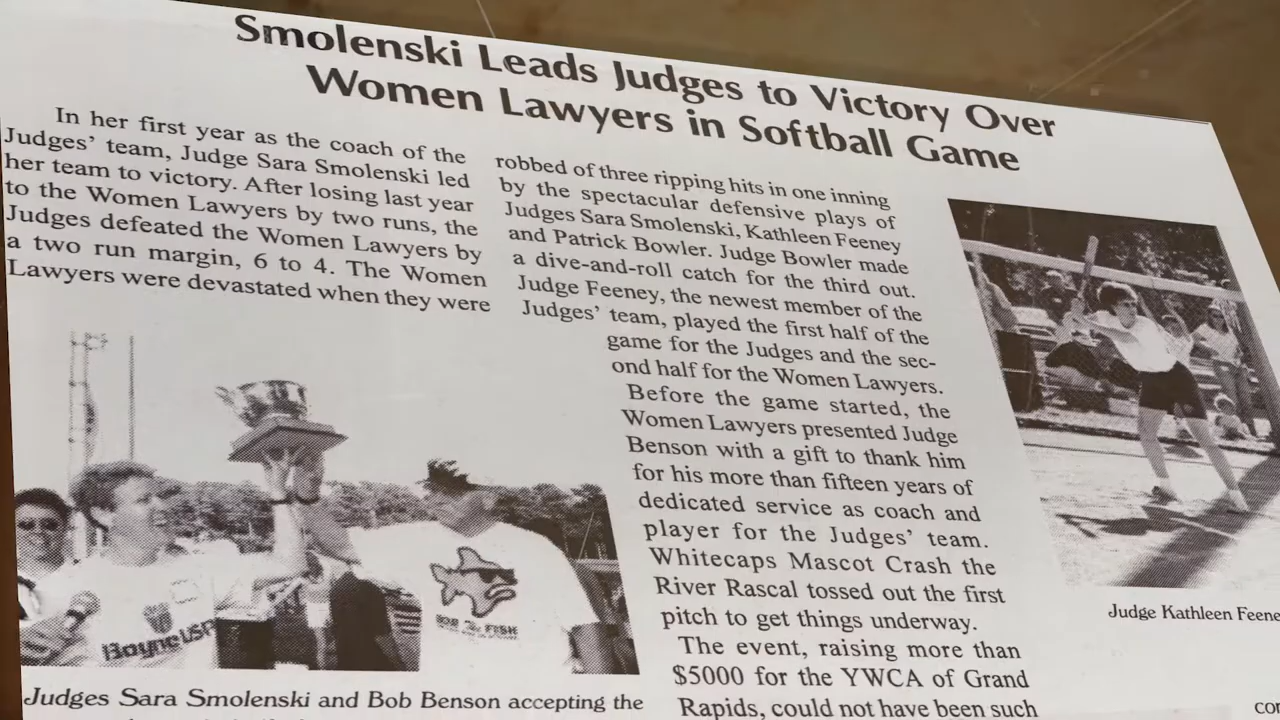 Smolenski Leads Judges to Victory Over
Women Lawyers in Softball Game
In her first year as the coach of the
Judges' team, Judge Sara Smolenski led
her team to victory. After losing last year
to the Women Lawyers by two runs, the
Judges defeated the Women Lawyers by
a two run margin, 6 to 4. The Women
Lawyers were devastated when they were
robbed of three ripping hits in one inning
by the spectacular defensive plays of
Judges Sara Smolenski, Kathleen Feeney
and Patrick Bowler. Judge Bowler made
a dive-and-roll catch for the third out.
Judge Feeney, the newest member of the
Judges' team, played the first half of the
game for the Judges and the sec-
ond half for the Women Lawyers.
Before the game started, the
Women Lawyers presented Judge
Benson with a gift to thank him
for his more than fifteen years of
dedicated service as coach and
player for the Judges' team.
Whitecaps Mascot Crash the
River Rascal tossed out the first
pitch to get things underway.
The event, raising more than
$5000 for the YWCA of Grand
Rapids, could not have been such
BoyneUSA
FISH
Judges Sara Smolenski and Bob Benson accepting the
Judge Kathleen Feene